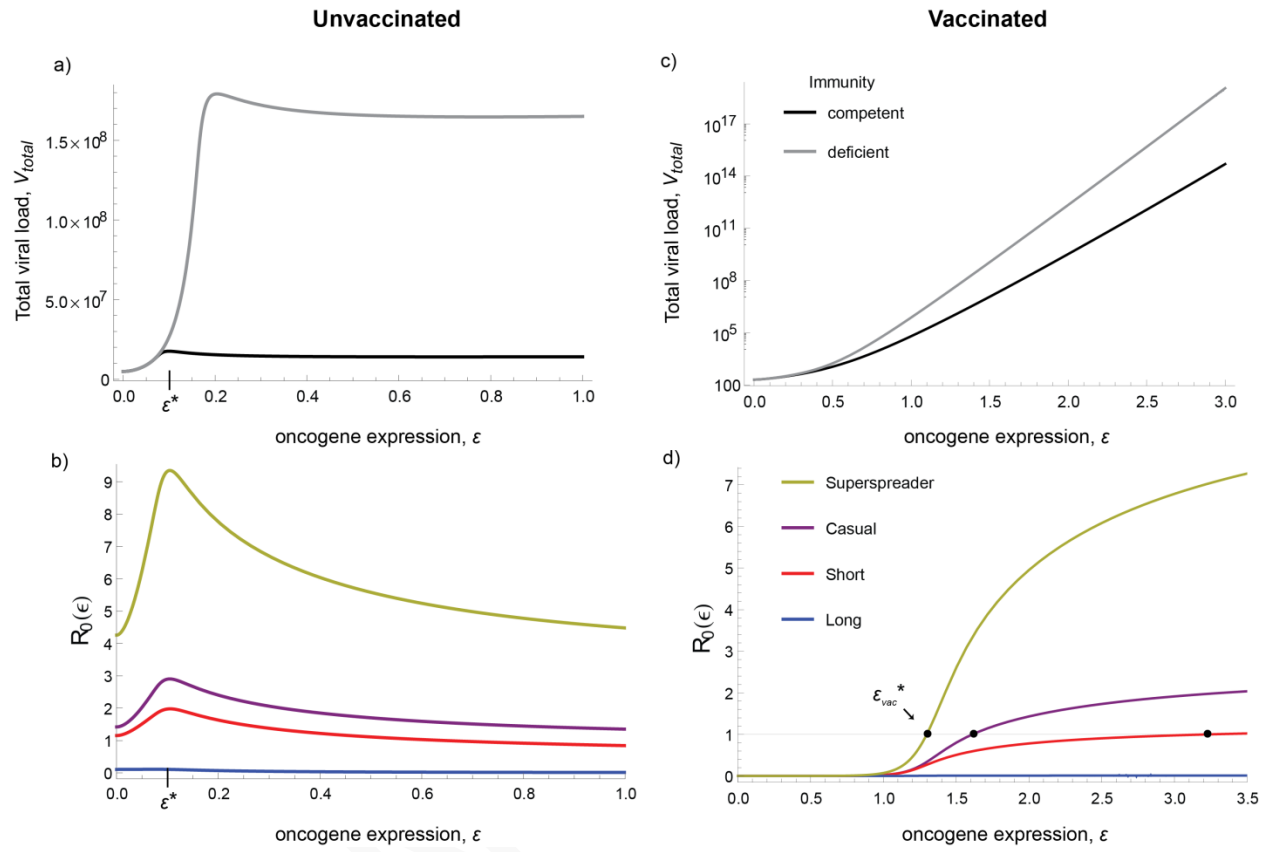 Unvaccinated
Vaccinated
a)
Total viral load, V_total
1.5×10⁸
1.0×10⁸
5.0×10⁷
0
0.0 0.2 0.4 0.6 0.8 1.0
ε*
oncogene expression, ε
c)
Immunity
competent
deficient
Total viral load, V_total
10¹⁷
10¹⁴
10¹¹
10⁸
10⁵
100
0.0 0.5 1.0 1.5 2.0 2.5 3.0
oncogene expression, ε
b)
R₀(ϵ)
9
8
7
6
5
4
3
2
1
0
0.0 0.2 0.4 0.6 0.8 1.0
ε*
oncogene expression, ε
d)
Superspreader
Casual
Short
Long
ε_vac*
R₀(ϵ)
7
6
5
4
3
2
1
0
0.0 0.5 1.0 1.5 2.0 2.5 3.0 3.5
oncogene expression, ε